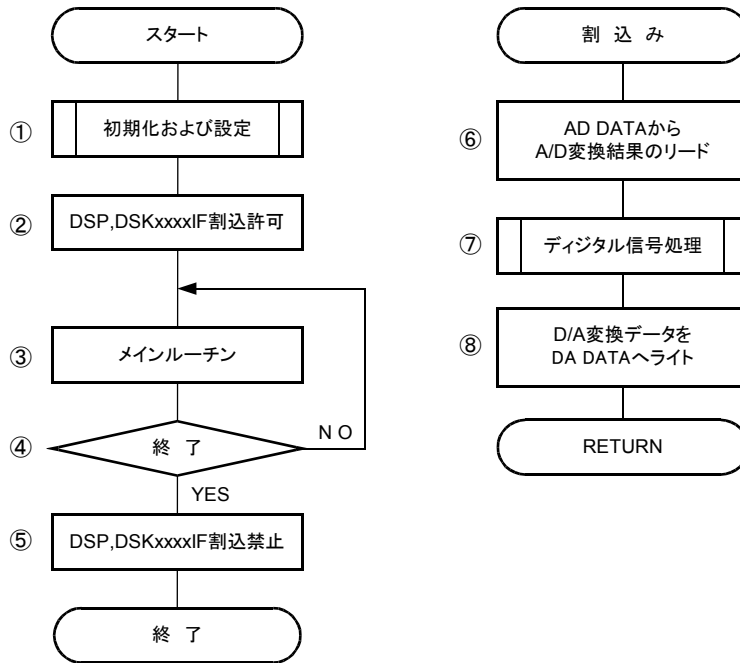 スタート
① 初期化および設定
② DSP,DSKxxxxIF割込許可
③ メインルーチン
④ 終 了 N O
YES
⑤ DSP,DSKxxxxIF割込禁止
終 了
割 込 み
⑥ AD DATAから
A/D変換結果のリード
⑦ ディジタル信号処理
⑧ D/A変換データを
DA DATAへライト
RETURN